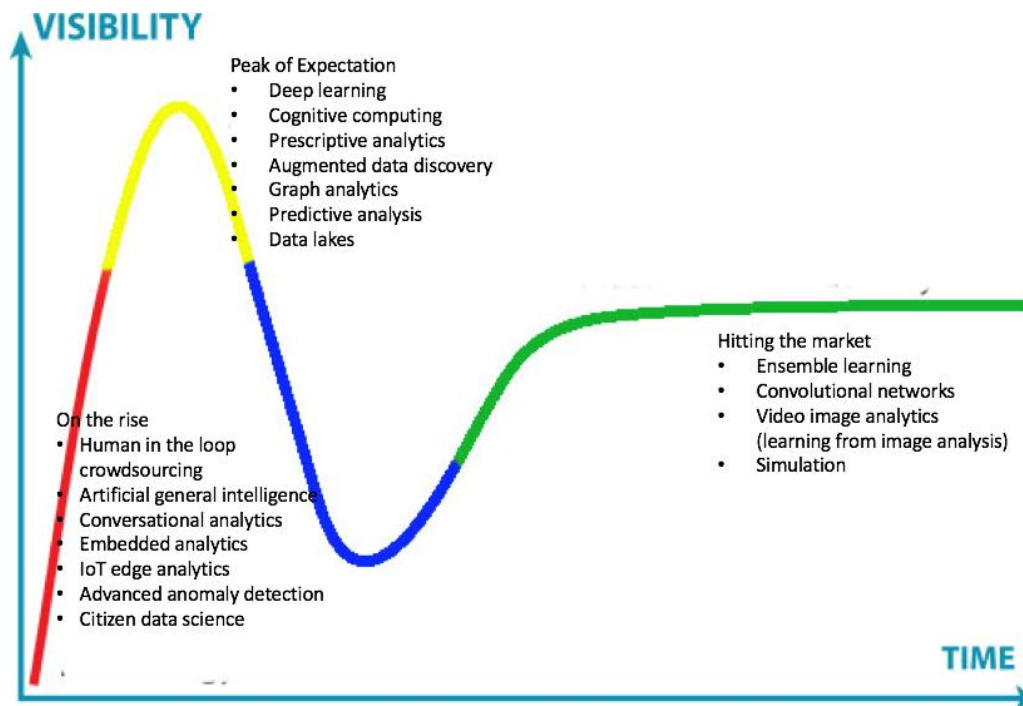 VISIBILITY
Peak of Expectation
• Deep learning
• Cognitive computing
• Prescriptive analytics
• Augmented data discovery
• Graph analytics
• Predictive analysis
• Data lakes
Hitting the market
• Ensemble learning
• Convolutional networks
• Video image analytics
(learning from image analysis)
• Simulation
On the rise
• Human in the loop
crowdsourcing
• Artificial general intelligence
• Conversational analytics
• Embedded analytics
• IoT edge analytics
• Advanced anomaly detection
• Citizen data science
TIME